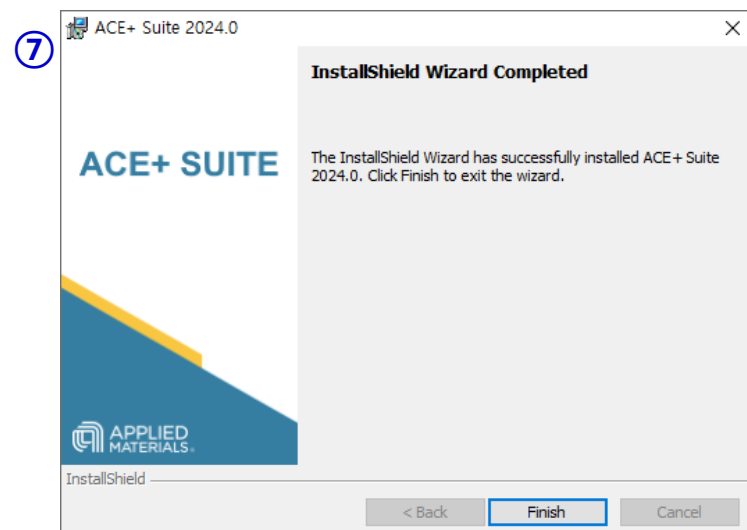 ⑦
ACE+ Suite 2024.0
InstallShield Wizard Completed
ACE+ SUITE
The InstallShield Wizard has successfully installed ACE+ Suite
2024.0. Click Finish to exit the wizard.
APPLIED
MATERIALS®
InstallShield
< Back
Finish
Cancel